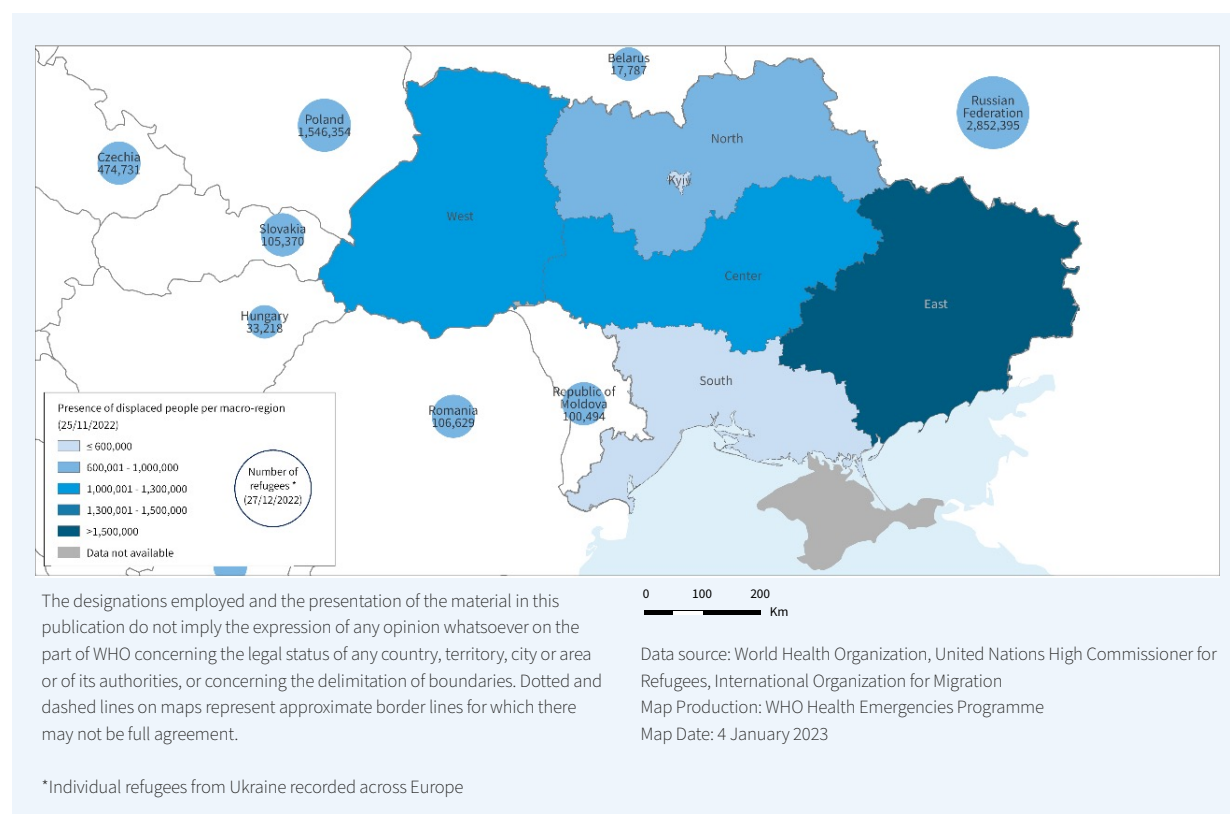 Belarus
17,787
Poland
1,546,354
Russian
Federation
2,852,395
Czechia
474,731
North
Kyiv
West
Slovakia
105,370
Center
East
Hungary
33,218
South
Republic of
Moldova
100,494
Romania
106,629
Presence of displaced people per macro-region
(25/11/2022)
≤ 600,000
600,001 - 1,000,000
1,000,001 - 1,300,000
1,300,001 - 1,500,000
>1,500,000
Data not available
Number of
refugees *
(27/12/2022)
The designations employed and the presentation of the material in this
publication do not imply the expression of any opinion whatsoever on the
part of WHO concerning the legal status of any country, territory, city or area
or of its authorities, or concerning the delimitation of boundaries. Dotted and
dashed lines on maps represent approximate border lines for which there
may not be full agreement.
*Individual refugees from Ukraine recorded across Europe
0 100 200
Km
Data source: World Health Organization, United Nations High Commissioner for
Refugees, International Organization for Migration
Map Production: WHO Health Emergencies Programme
Map Date: 4 January 2023